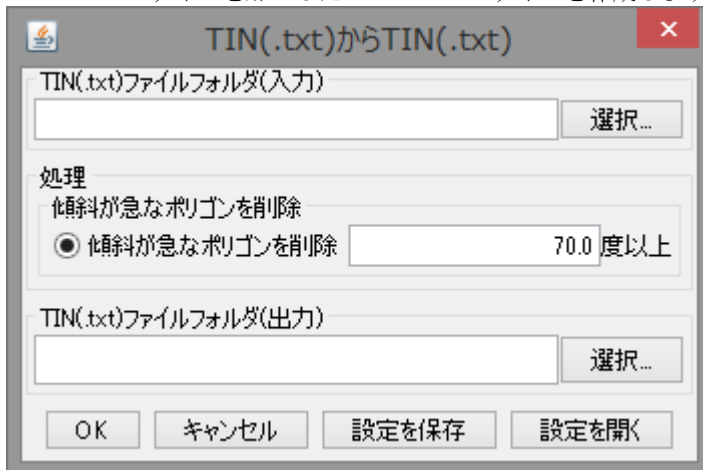 TIN(.txt)からTIN(.txt)
TIN(.txt)ファイルフォルダ(入力)
選択...
処理
傾斜が急なポリゴンを削除
傾斜が急なポリゴンを削除 70.0 度以上
TIN(.txt)ファイルフォルダ(出力)
選択...
OK キャンセル 設定を保存 設定を開く